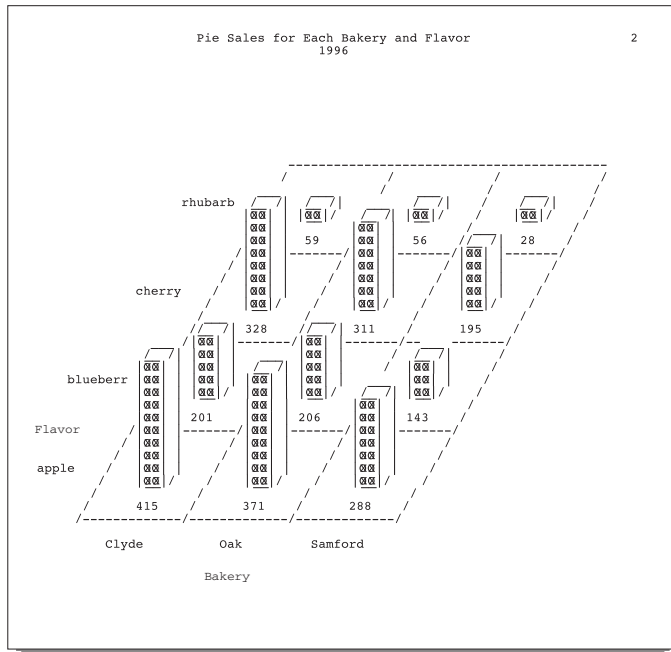 Pie Sales for Each Bakery and Flavor 2
1996
rhubarb
59 56 28
cherry
328 311 195
blueberr
201 206 143
Flavor
apple
415 371 288
Clyde Oak Samford
Bakery